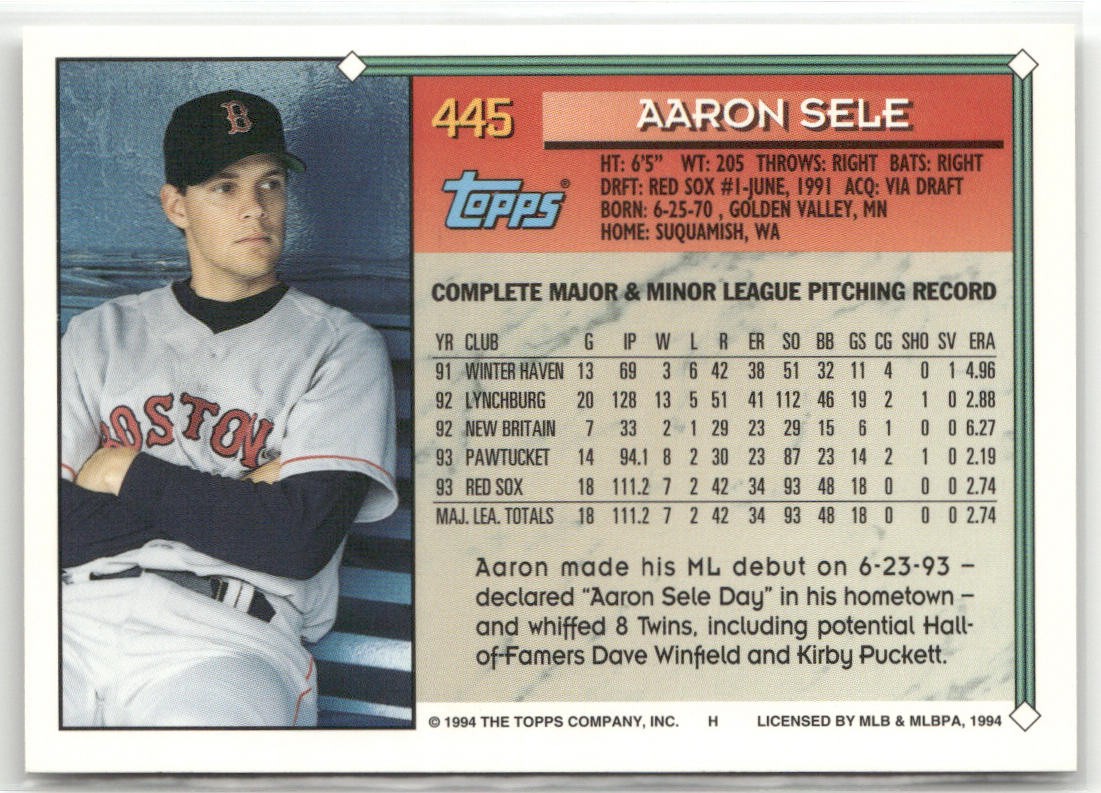 B
BOSTON
445
AARON SELE
Topps®
HT: 6'5" WT: 205 THROWS: RIGHT BATS: RIGHT
DRFT: RED SOX #1-JUNE, 1991 ACQ: VIA DRAFT
BORN: 6-25-70 , GOLDEN VALLEY, MN
HOME: SUQUAMISH, WA
COMPLETE MAJOR & MINOR LEAGUE PITCHING RECORD
YR CLUB G IP W L R ER SO BB GS CG SHO SV ERA
91 WINTER HAVEN 13 69 3 6 42 38 51 32 11 4 0 1 4.96
92 LYNCHBURG 20 128 13 5 51 41 112 46 19 2 1 0 2.88
92 NEW BRITAIN 7 33 2 1 29 23 29 15 6 1 0 0 6.27
93 PAWTUCKET 14 94.1 8 2 30 23 87 23 14 2 1 0 2.19
93 RED SOX 18 111.2 7 2 42 34 93 48 18 0 0 0 2.74
MAJ. LEA. TOTALS 18 111.2 7 2 42 34 93 48 18 0 0 0 2.74
Aaron made his ML debut on 6-23-93 –
declared "Aaron Sele Day" in his hometown –
and whiffed 8 Twins, including potential Hall-
of-Famers Dave Winfield and Kirby Puckett.
© 1994 THE TOPPS COMPANY, INC. H LICENSED BY MLB & MLBPA, 1994